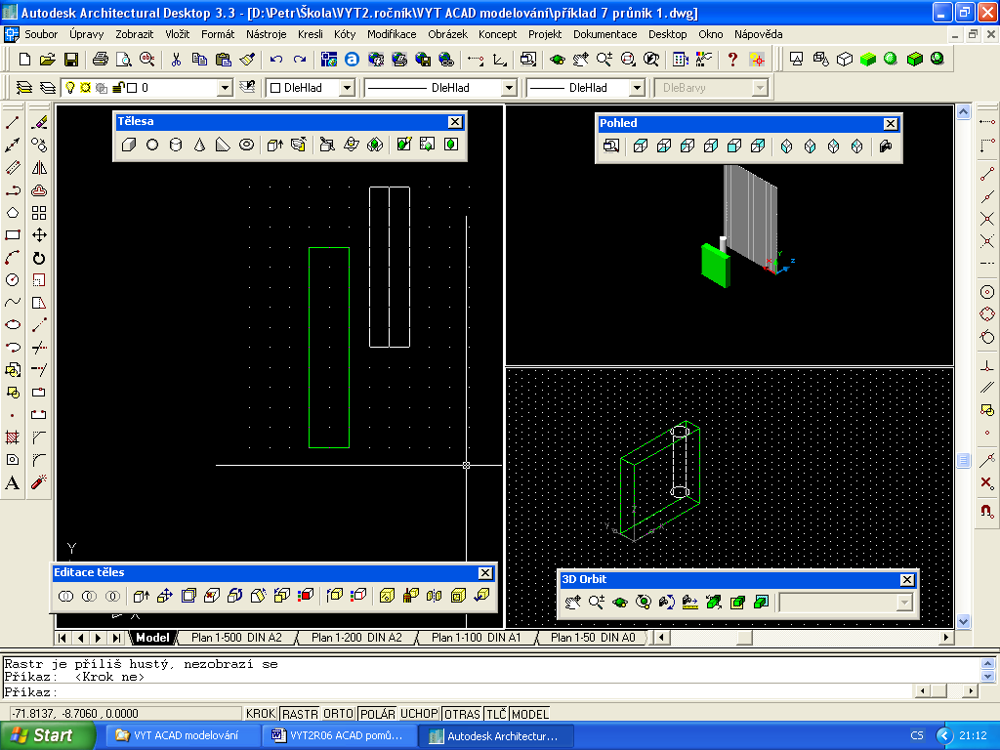 Autodesk Architectural Desktop 3.3 - [D:\Petr\Škola\VYT2.ročník\VYT ACAD modelování\příklad 7 průnik 1.dwg]
Soubor Úpravy Zobrazit Vložit Formát Nástroje Kresli Kóty Modifikace Obrázek Koncept Projekt Dokumentace Desktop Okno Nápověda
0 DleHlad DleHlad DleHlad DleBarvy
Tělesa
Pohled
Y
Z
X
Y
Editace těles
3D Orbit
X
Model Plan 1-500 DIN A2 Plan 1-200 DIN A2 Plan 1-100 DIN A1 Plan 1-50 DIN A0
Rastr je příliš hustý, nezobrazí se
Příkaz: <Krok ne>
Příkaz:
-71.8137, -8.7060, 0.0000 KROK RASTR ORTO POLÁR UCHOP OTRAS TLČ MODEL
Start VYT ACAD modelování VYT2R06 ACAD pomů... Autodesk Architectur... CS 21:12